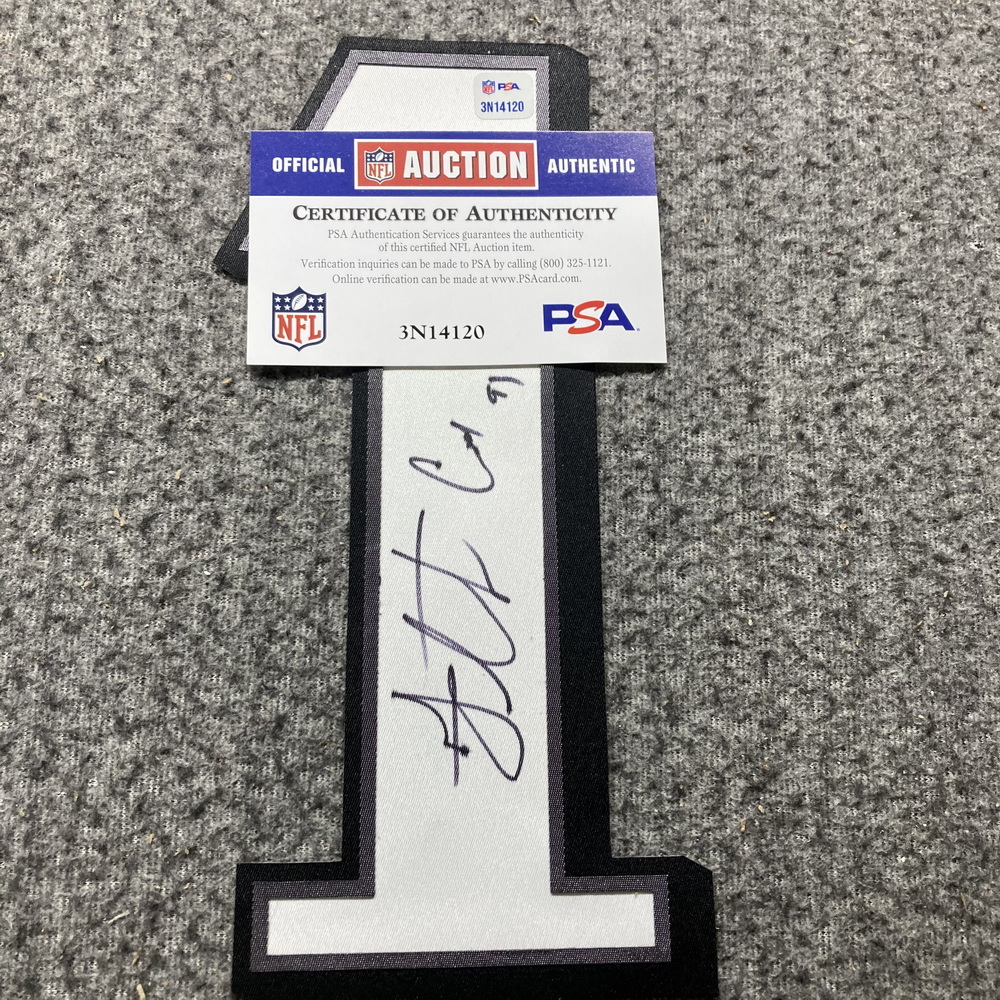 NFL PSA
3N14120
OFFICIAL NFL AUCTION AUTHENTIC
CERTIFICATE OF AUTHENTICITY
PSA Authentication Services guarantees the authenticity
of this certified NFL Auction item.
Verification inquiries can be made to PSA by calling (800) 325-1121.
Online verification can be made at www.PSAcard.com.
NFL 3N14120 PSA
91